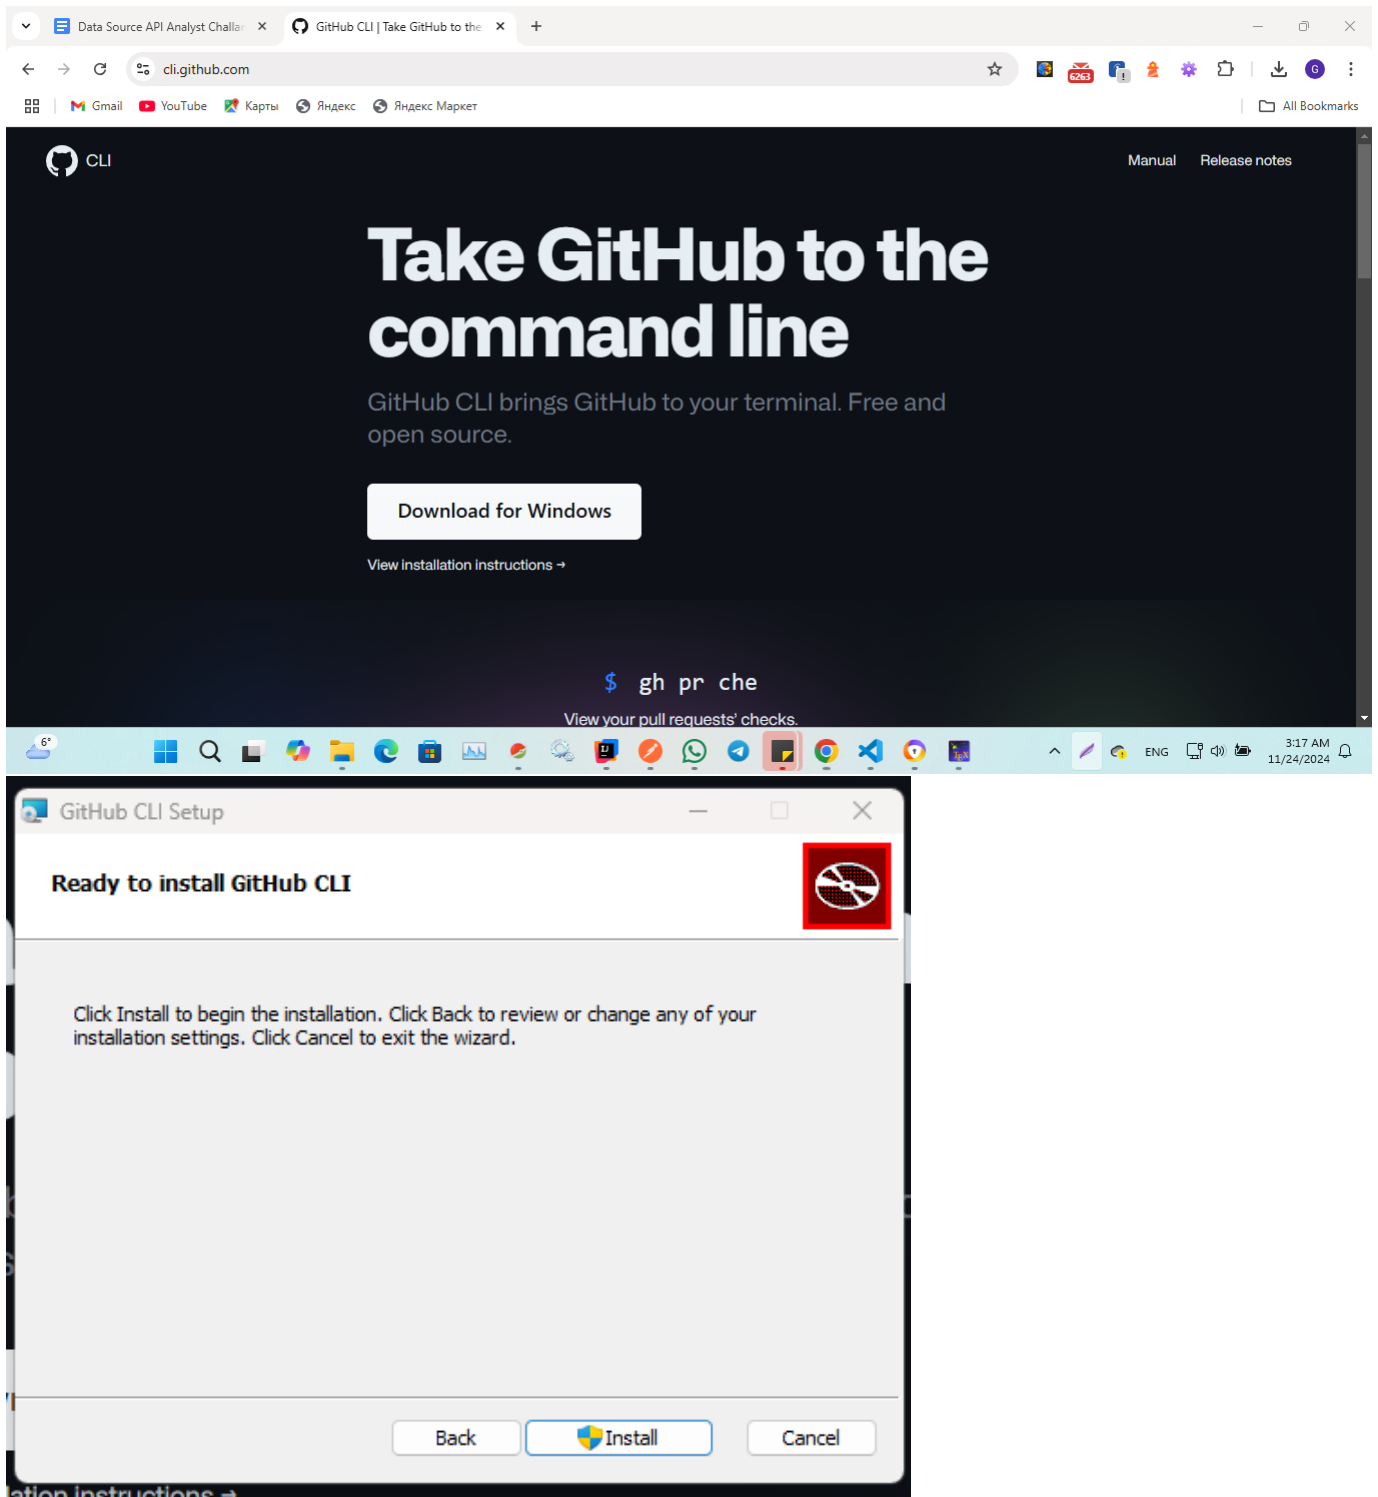 Data Source API Analyst Challan
GitHub CLI | Take GitHub to the
cli.github.com
6263
G
Gmail
YouTube
Карты
Яндекс
Яндекс Маркет
All Bookmarks
CLI
Manual
Release notes
Take GitHub to the
command line
GitHub CLI brings GitHub to your terminal. Free and
open source.
Download for Windows
View installation instructions →
$ gh pr che
View your pull requests' checks.
6°
ENG
3:17 AM
11/24/2024
GitHub CLI Setup
Ready to install GitHub CLI
Click Install to begin the installation. Click Back to review or change any of your
installation settings. Click Cancel to exit the wizard.
Back
Install
Cancel
lation instructions →